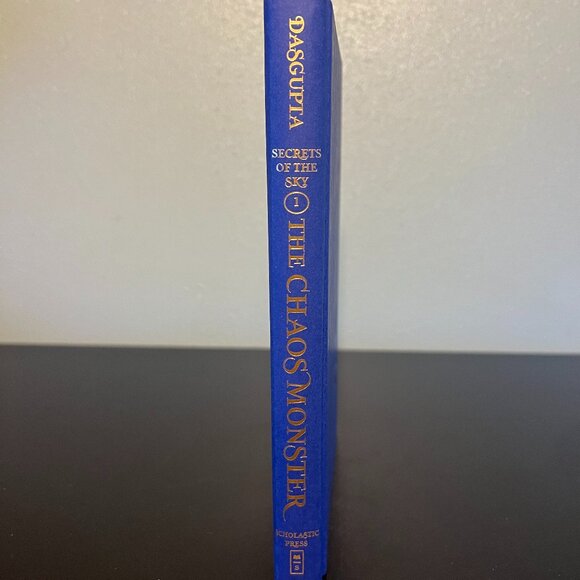 DASGUPTA
SECRETS
OF THE
SKY
1
THE CHAOS MONSTER
SCHOLASTIC
PRESS